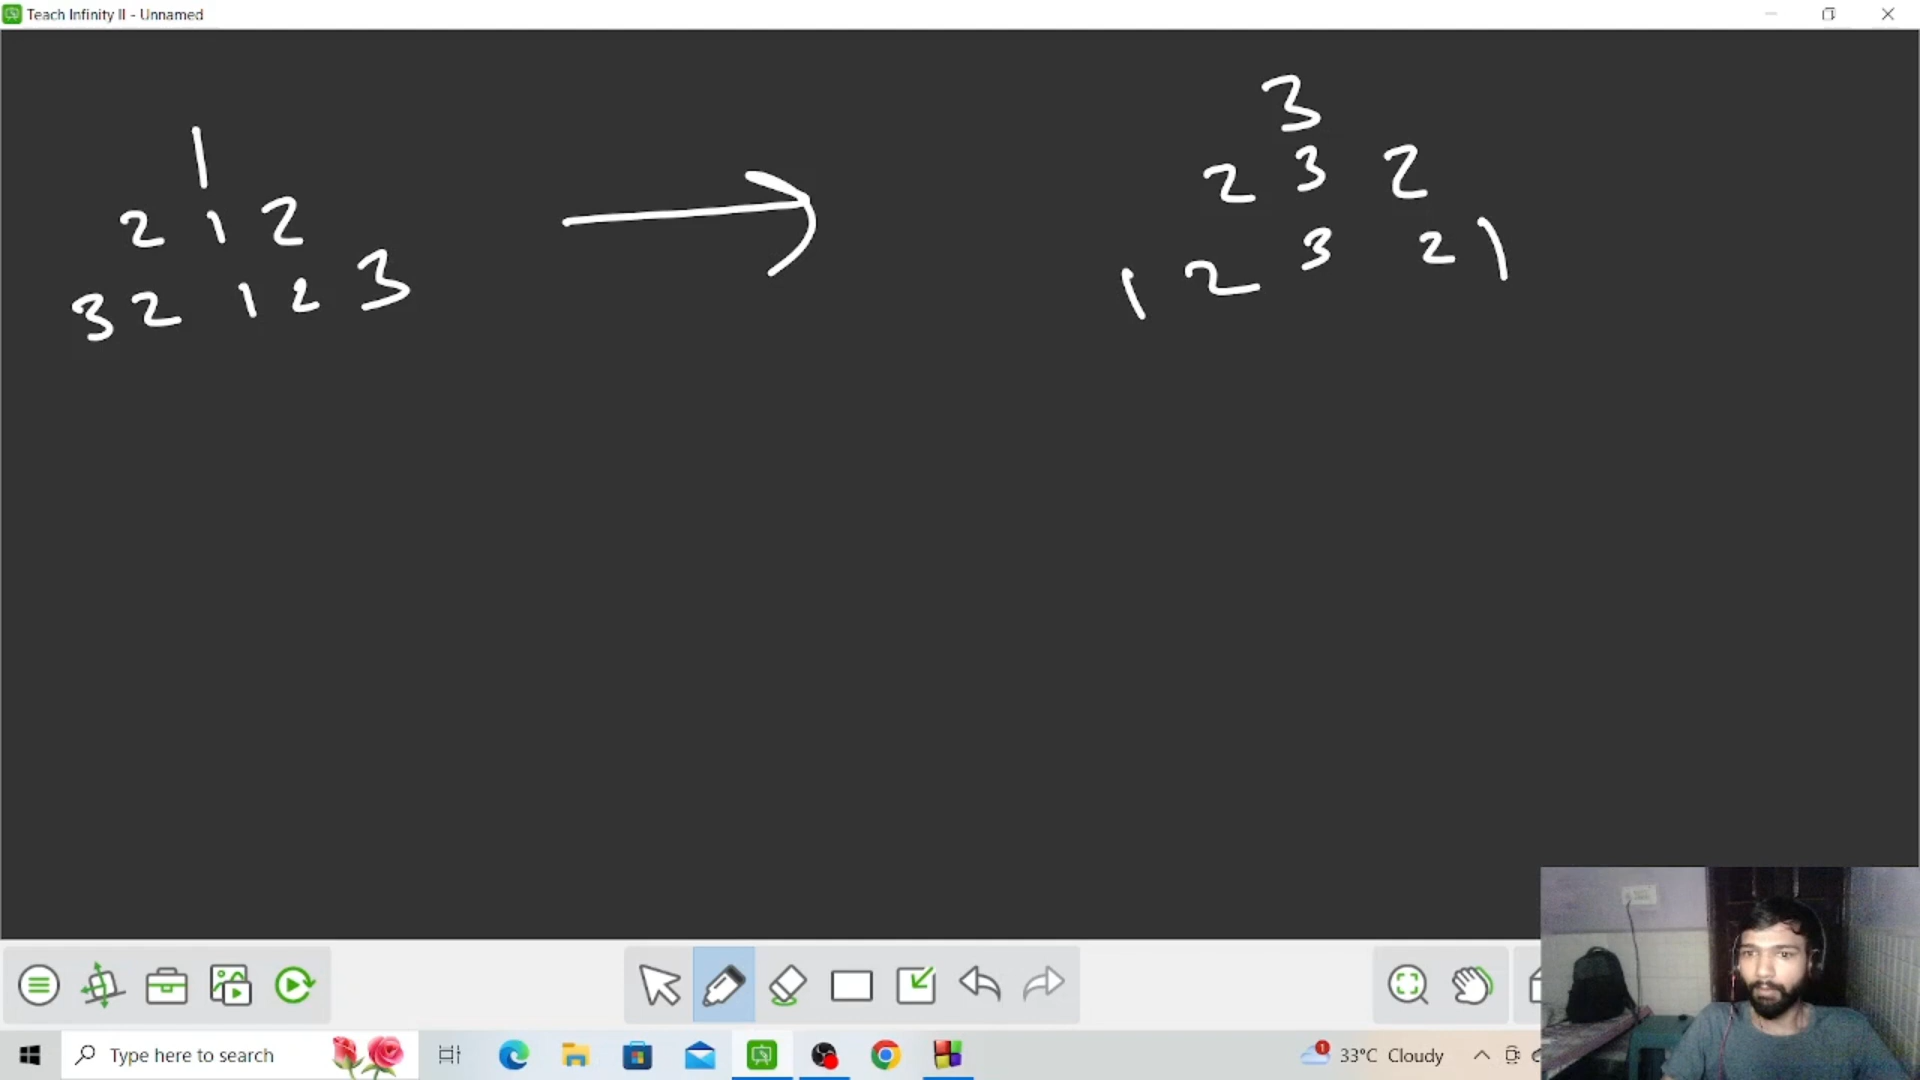 Teach Infinity II - Unnamed
1
2 1 2
3 2 1 2 3
3
2 3 2
1 2 3 2 1
Type here to search
1
33°C Cloudy